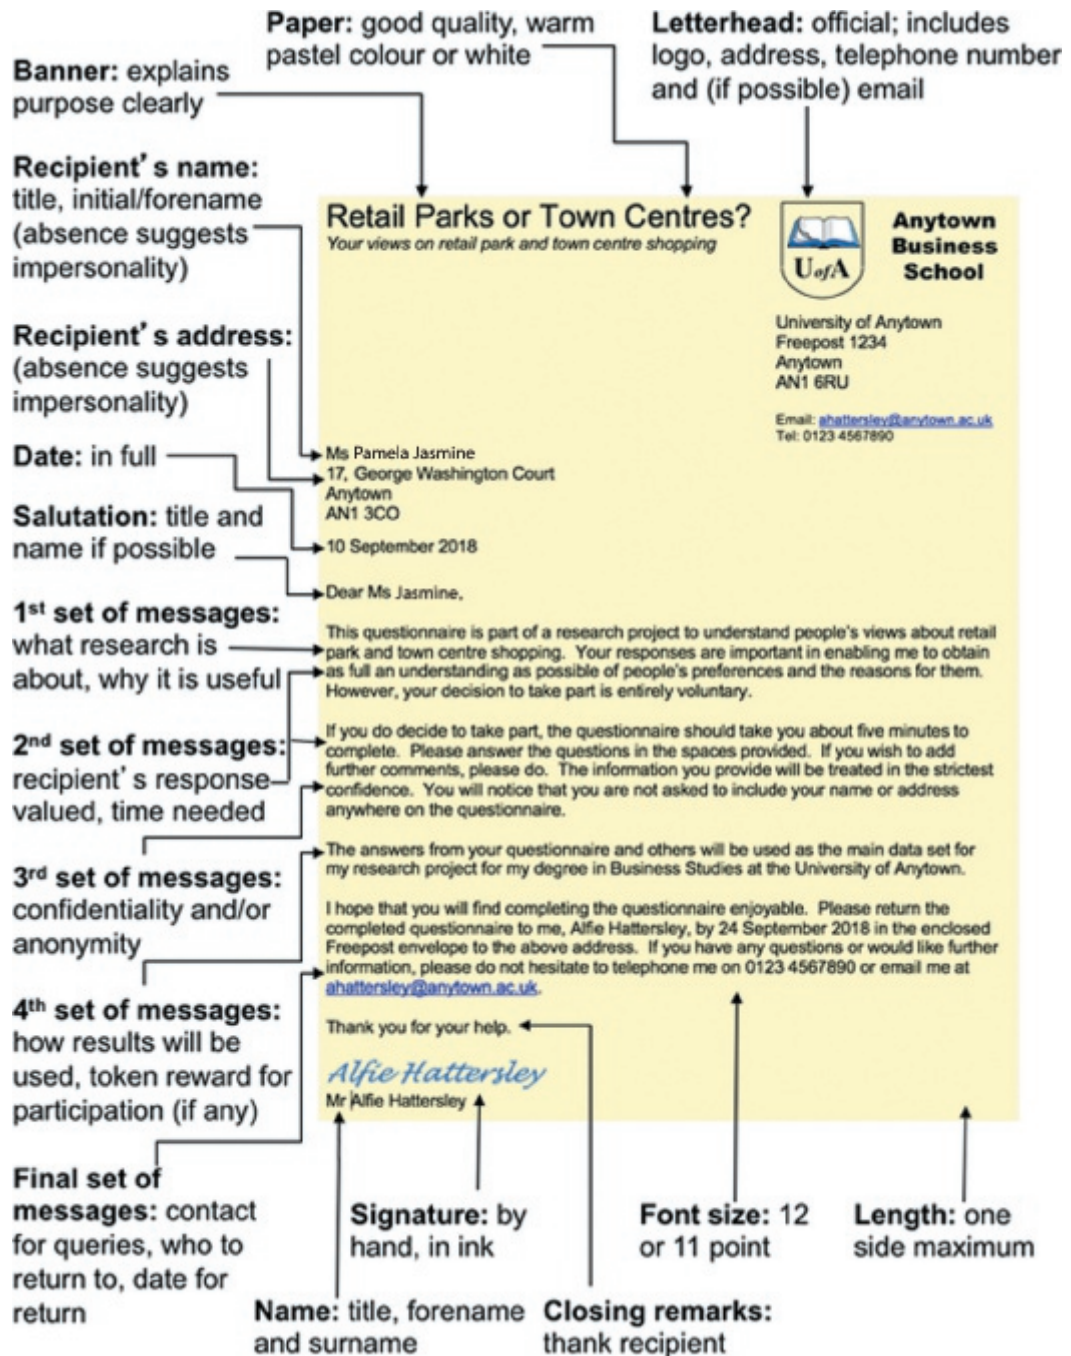 Paper: good quality, warm
pastel colour or white
Letterhead: official; includes
logo, address, telephone number
and (if possible) email
Banner: explains
purpose clearly
Recipient's name:
title, initial/forename
(absence suggests
impersonality)
Recipient's address:
(absence suggests
impersonality)
Date: in full
Salutation: title and
name if possible
1st set of messages:
what research is
about, why it is useful
2nd set of messages:
recipient's response
valued, time needed
3rd set of messages:
confidentiality and/or
anonymity
4th set of messages:
how results will be
used, token reward for
participation (if any)
Final set of
messages: contact
for queries, who to
return to, date for
return
Retail Parks or Town Centres?
Your views on retail park and town centre shopping
UofA
Anytown
Business
School
University of Anytown
Freepost 1234
Anytown
AN1 6RU
Email: ahattersley@anytown.ac.uk
Tel: 0123 4567890
Ms Pamela Jasmine
17, George Washington Court
Anytown
AN1 3CO
10 September 2018
Dear Ms Jasmine,
This questionnaire is part of a research project to understand people's views about retail
park and town centre shopping. Your responses are important in enabling me to obtain
as full an understanding as possible of people's preferences and the reasons for them.
However, your decision to take part is entirely voluntary.
If you do decide to take part, the questionnaire should take you about five minutes to
complete. Please answer the questions in the spaces provided. If you wish to add
further comments, please do. The information you provide will be treated in the strictest
confidence. You will notice that you are not asked to include your name or address
anywhere on the questionnaire.
The answers from your questionnaire and others will be used as the main data set for
my research project for my degree in Business Studies at the University of Anytown.
I hope that you will find completing the questionnaire enjoyable. Please return the
completed questionnaire to me, Alfie Hattersley, by 24 September 2018 in the enclosed
Freepost envelope to the above address. If you have any questions or would like further
information, please do not hesitate to telephone me on 0123 4567890 or email me at
ahattersley@anytown.ac.uk.
Thank you for your help.
Alfie Hattersley
Mr Alfie Hattersley
Signature: by
hand, in ink
Font size: 12
or 11 point
Length: one
side maximum
Name: title, forename
and surname
Closing remarks:
thank recipient